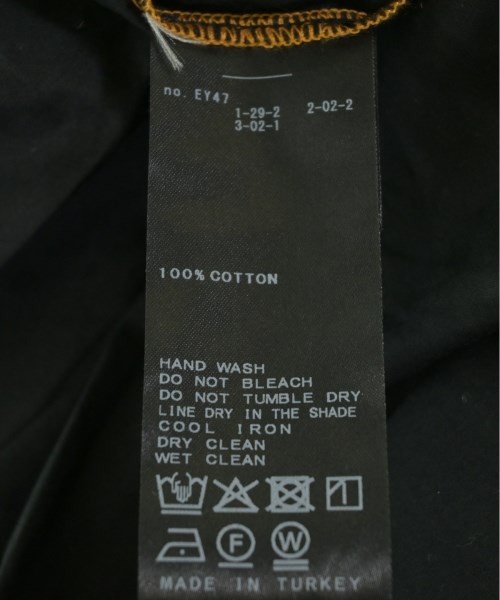 no. EY47
1-29-2 2-02-2
3-02-1
100% COTTON
HAND WASH
DO NOT BLEACH
DO NOT TUMBLE DRY
LINE DRY IN THE SHADE
COOL IRON
DRY CLEAN
WET CLEAN
F W
MADE IN TURKEY